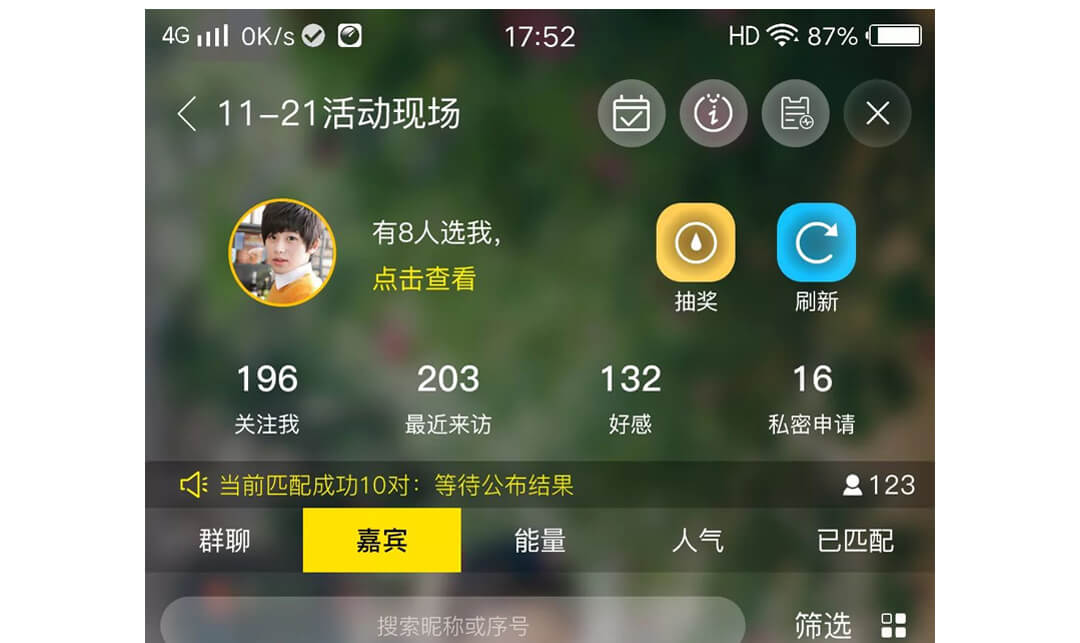 4G 0K/s 17:52 HD 87%
11-21活动现场
有8人选我,
点击查看
抽奖 刷新
196 203 132 16
关注我 最近来访 好感 私密申请
当前匹配成功10对：等待公布结果 123
群聊 嘉宾 能量 人气 已匹配
搜索昵称或序号 筛选